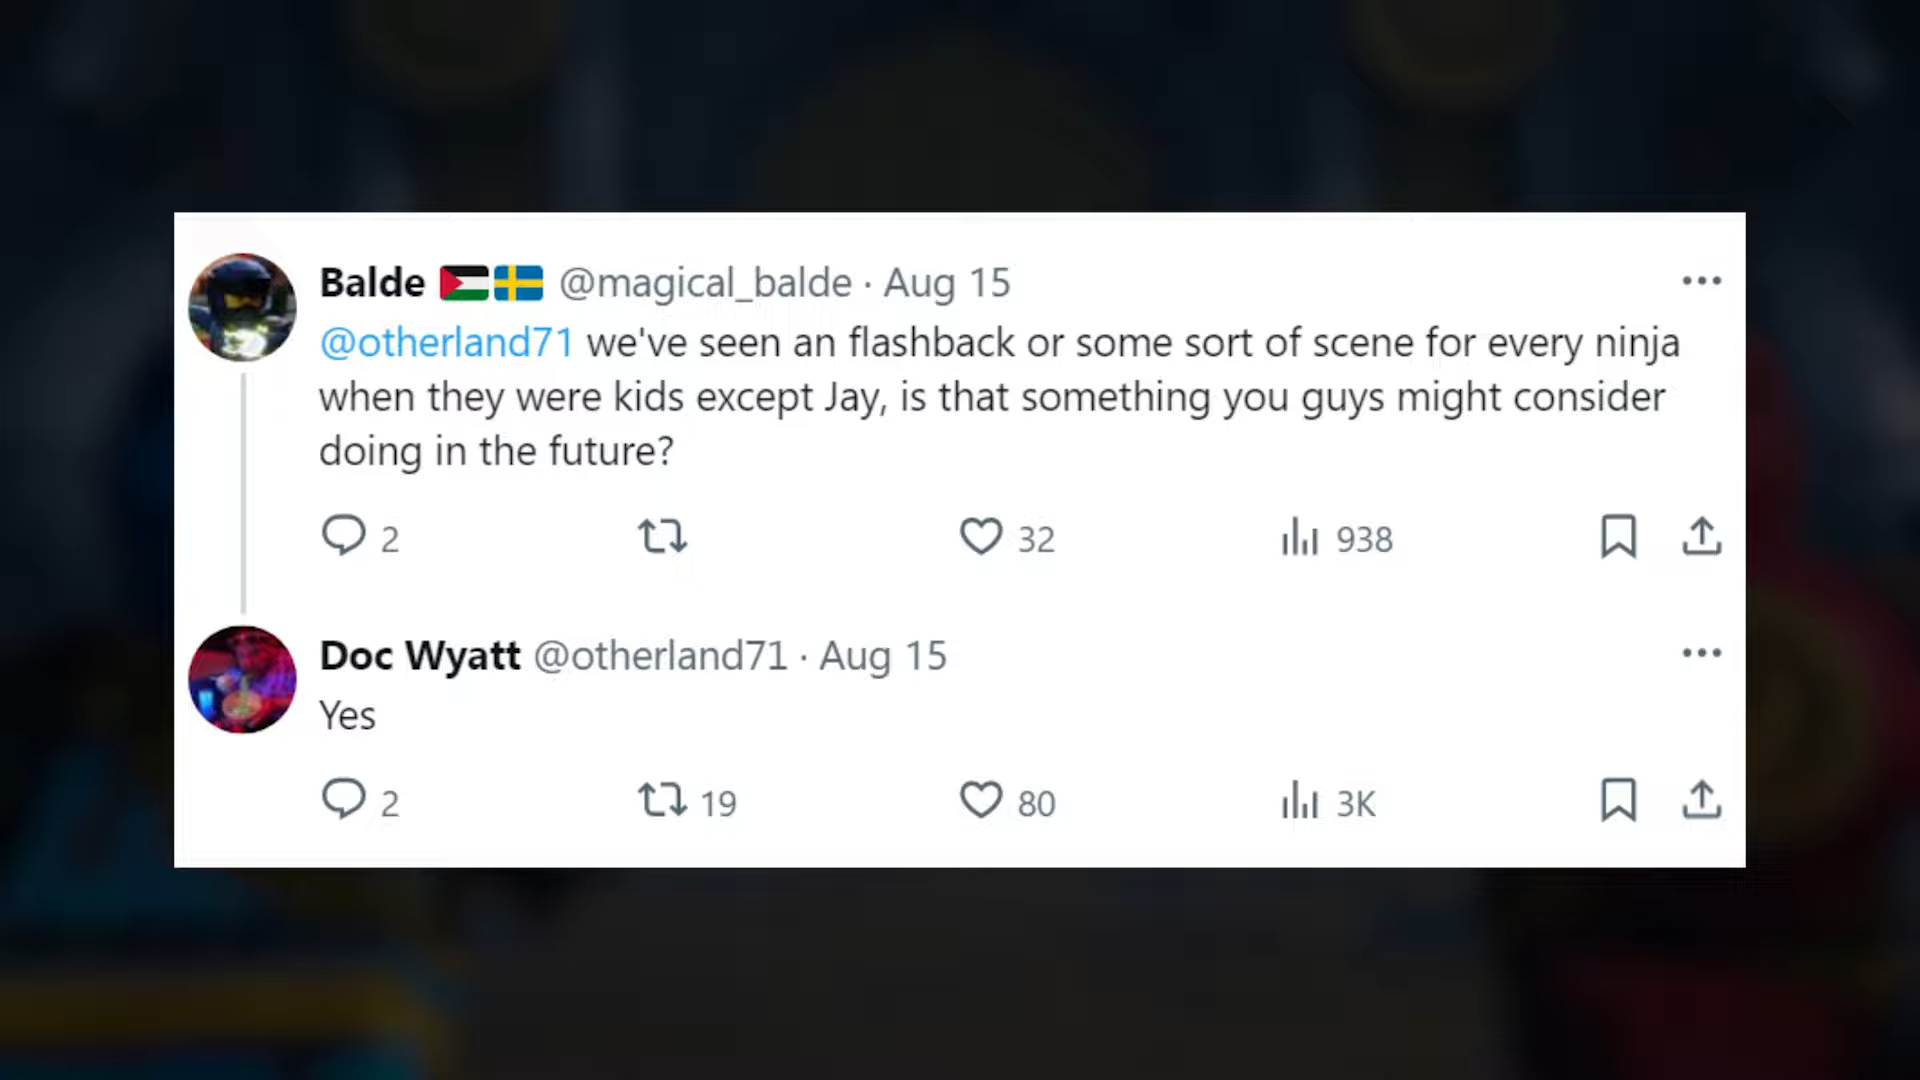 Balde 🇵🇸🇸🇪 @magical_balde · Aug 15
@otherland71 we've seen an flashback or some sort of scene for every ninja
when they were kids except Jay, is that something you guys might consider
doing in the future?
2 32 938
Doc Wyatt @otherland71 · Aug 15
Yes
2 19 80 3K